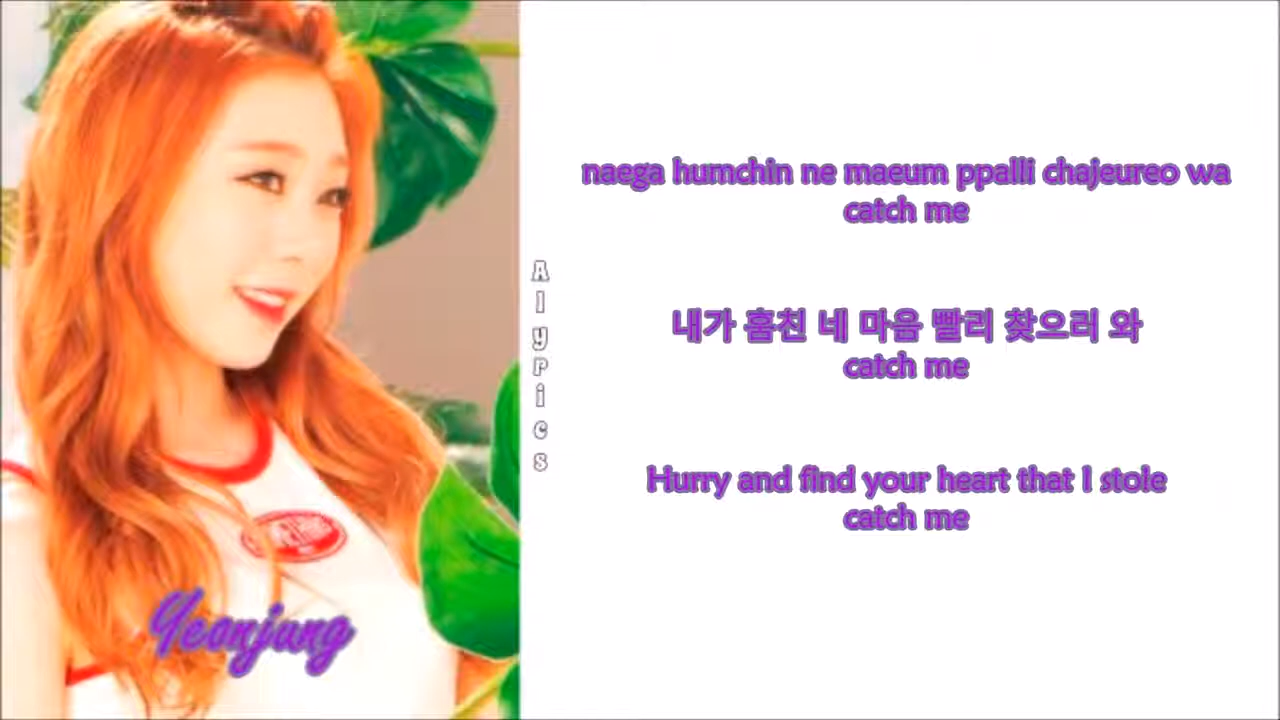 naega humchin ne maeum ppalli chajeureo wa
catch me
내가 훔친 네 마음 빨리 찾으러 와
catch me
Hurry and find your heart that I stole
catch me
Alyrics
Yeonjung